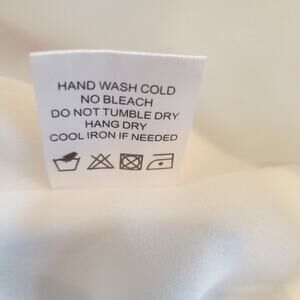 HAND WASH COLD
NO BLEACH
DO NOT TUMBLE DRY
HANG DRY
COOL IRON IF NEEDED